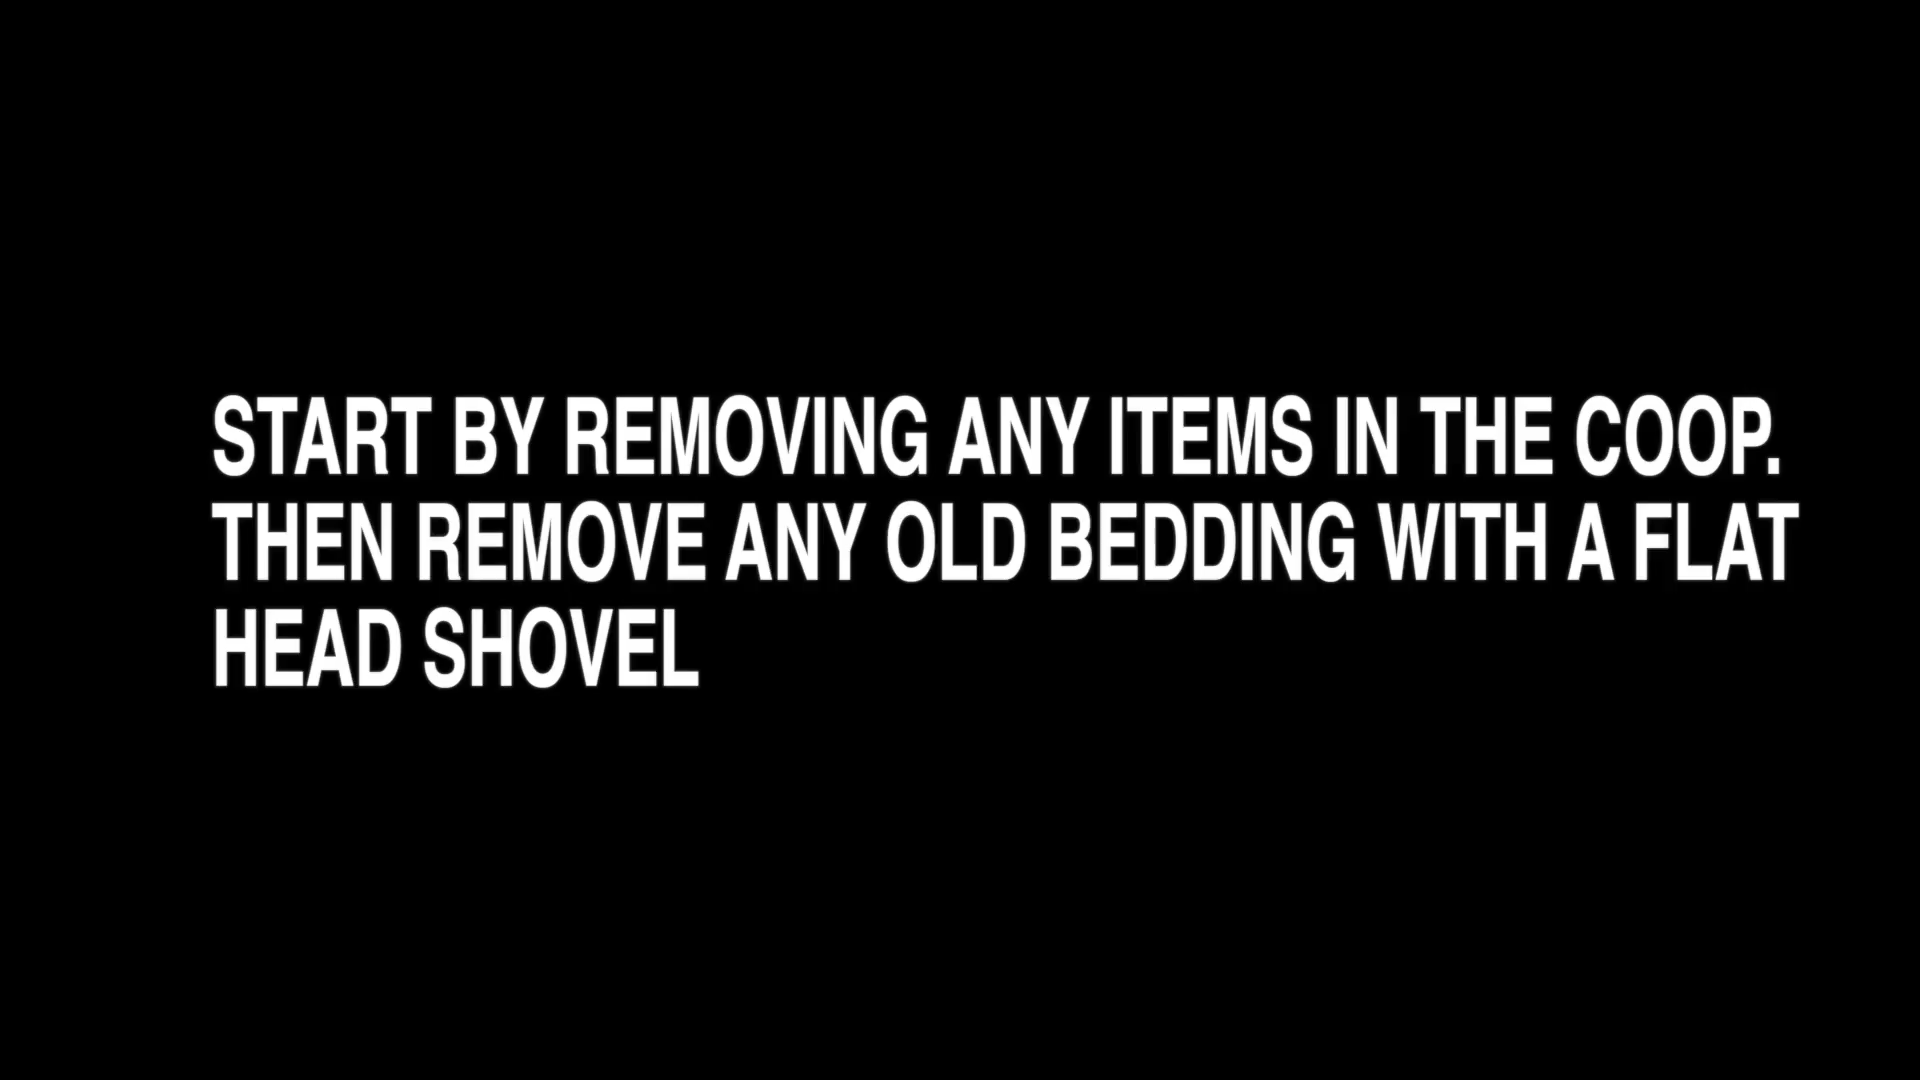 START BY REMOVING ANY ITEMS IN THE COOP.
THEN REMOVE ANY OLD BEDDING WITH A FLAT
HEAD SHOVEL